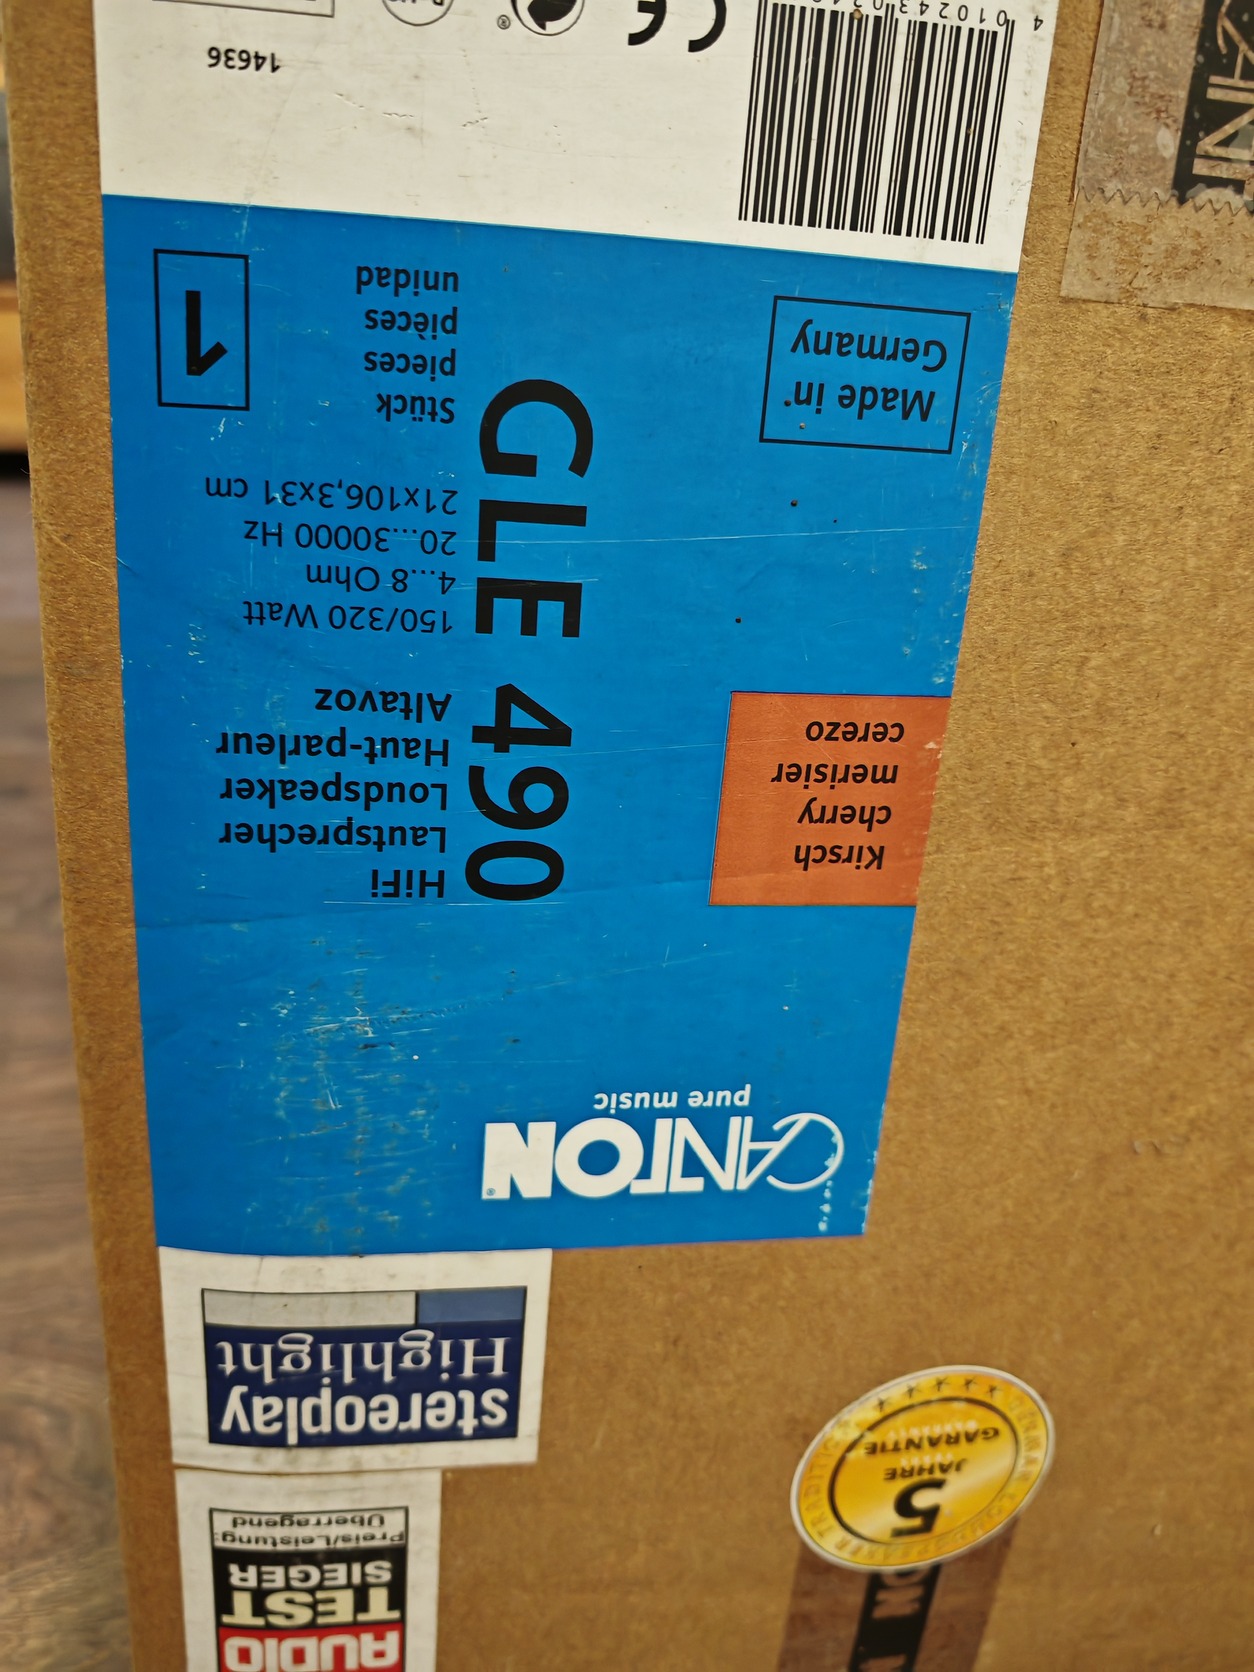 AUDIO
TEST
SIEGER
Preis/Leistung:
Überragend
stereoplay
Highlight
5
JAHRE
GARANTIE
CANTON®
pure music
HiFi
Lautsprecher
Loudspeaker
Haut-parleur
Altavoz
GLE 490
150/320 Watt
4...8 Ohm
20...30000 Hz
21x106,3x31 cm
Kirsch
cherry
merisier
cerezo
Stück
pieces
pièces
unidad
1
Made in
Germany
14636
CE